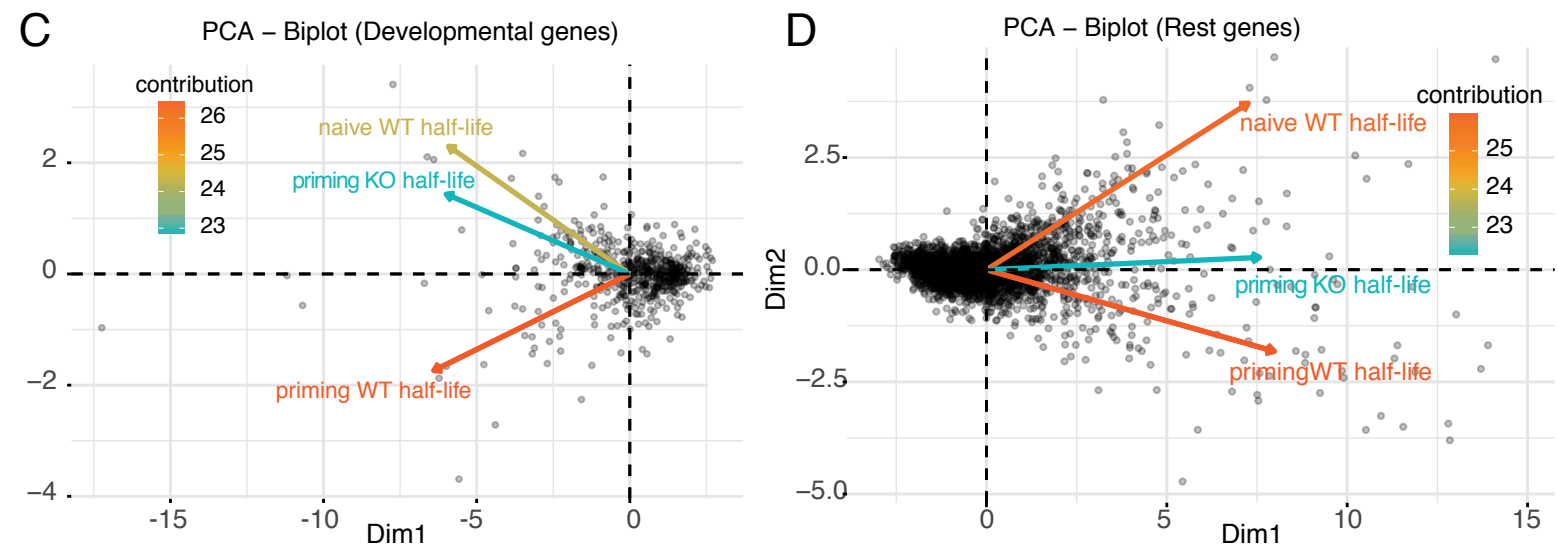 C
PCA – Biplot (Developmental genes)
contribution
26
25
24
23
naive WT half-life
priming KO half-life
priming WT half-life
2
0
−2
−4
-15
-10
-5
0
Dim1
D
PCA – Biplot (Rest genes)
contribution
25
24
23
naive WT half-life
priming KO half-life
primingWT half-life
Dim2
2.5
0.0
−2.5
−5.0
0
5
10
15
Dim1